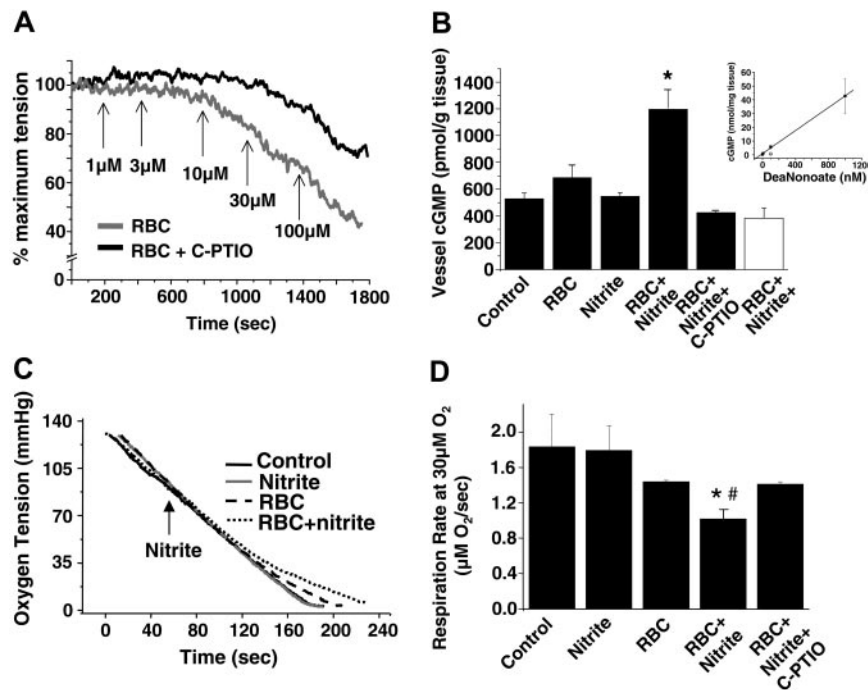 A
% maximum tension
100
80
60
40
0
1µM
3µM
10µM
30µM
100µM
RBC
RBC + C-PTIO
200
600
1000
1400
1800
Time (sec)
B
Vessel cGMP (pmol/g tissue)
1400
1200
1000
800
600
400
200
0
*
Control
RBC
Nitrite
RBC+
Nitrite
RBC+
Nitrite+
C-PTIO
RBC+
Nitrite+
cGMP (nmol/mg tissue)
60
50
40
30
20
10
0
0
400
800
1200
DeaNonoate (nM)
C
Oxygen Tension (mmHg)
140
105
70
35
0
Nitrite
Control
Nitrite
RBC
RBC+nitrite
0
40
80
120
160
200
240
Time (sec)
D
Respiration Rate at 30µM O2
(µM O2/sec)
2.0
1.6
1.2
0.8
0.4
0.0
* #
Control
Nitrite
RBC
RBC+
Nitrite
RBC+
Nitrite+
C-PTIO